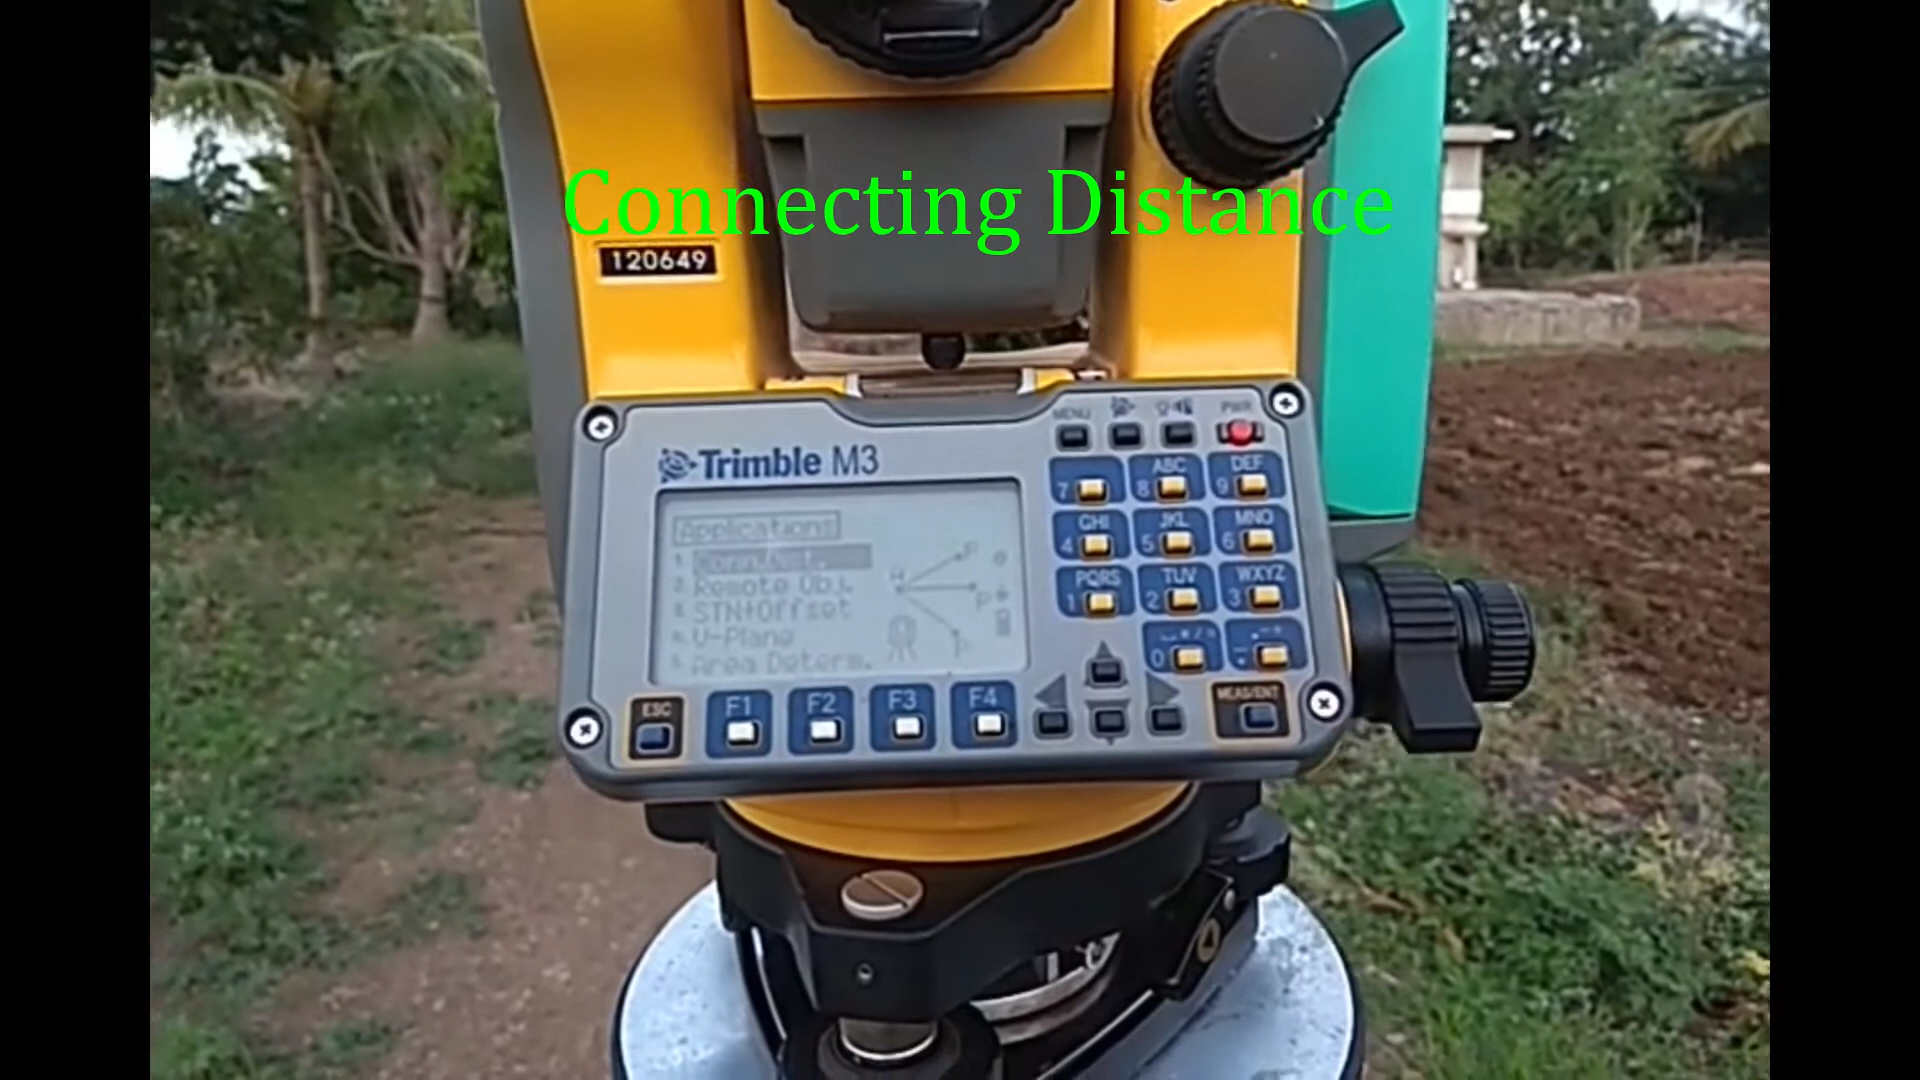 Connecting Distance
120649
MENU
PWR
Trimble M3
7
ABC
8
DEF
9
Applications
1. Conn.Dist.
2. Remote Obj.
3. STN+Offset
4. V-Plane
5. Area Determ.
A
P
P
P
GHI
4
JKL
5
MNO
6
PQRS
1
TUV
2
WXYZ
3
0
ESC
F1
F2
F3
F4
MEAS/ENT